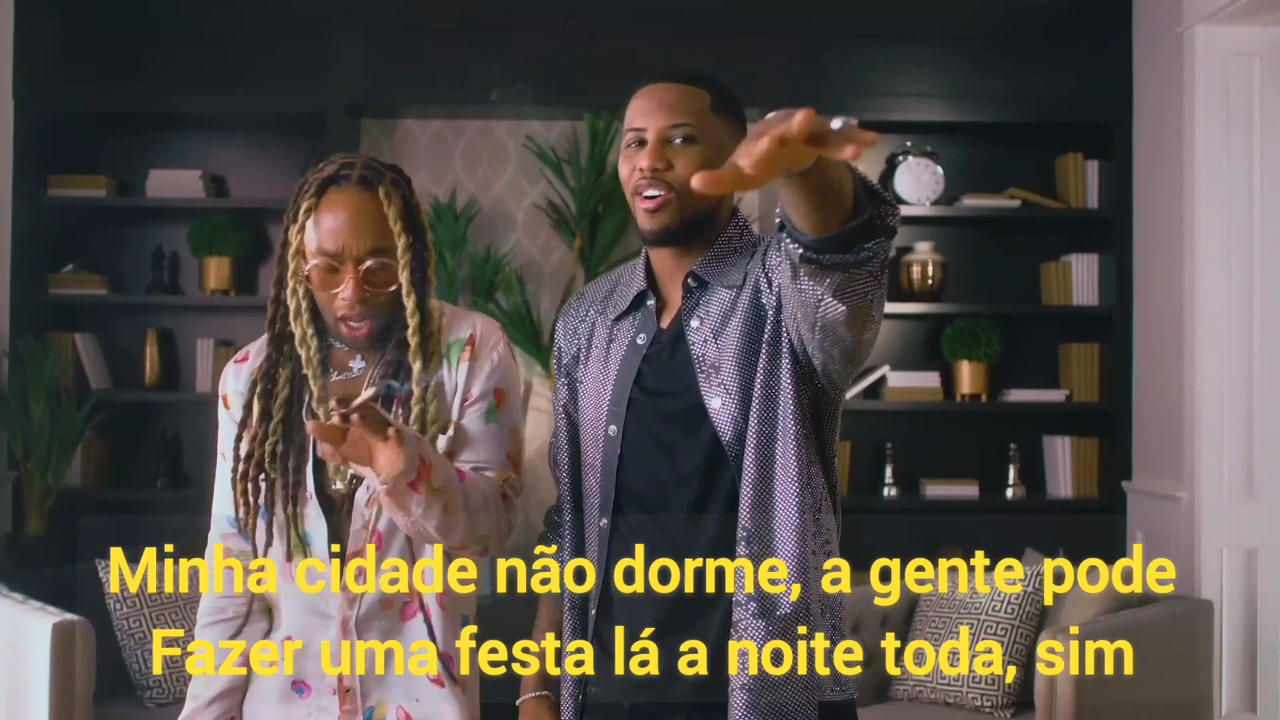 Minha cidade não dorme, a gente pode
Fazer uma festa lá a noite toda, sim